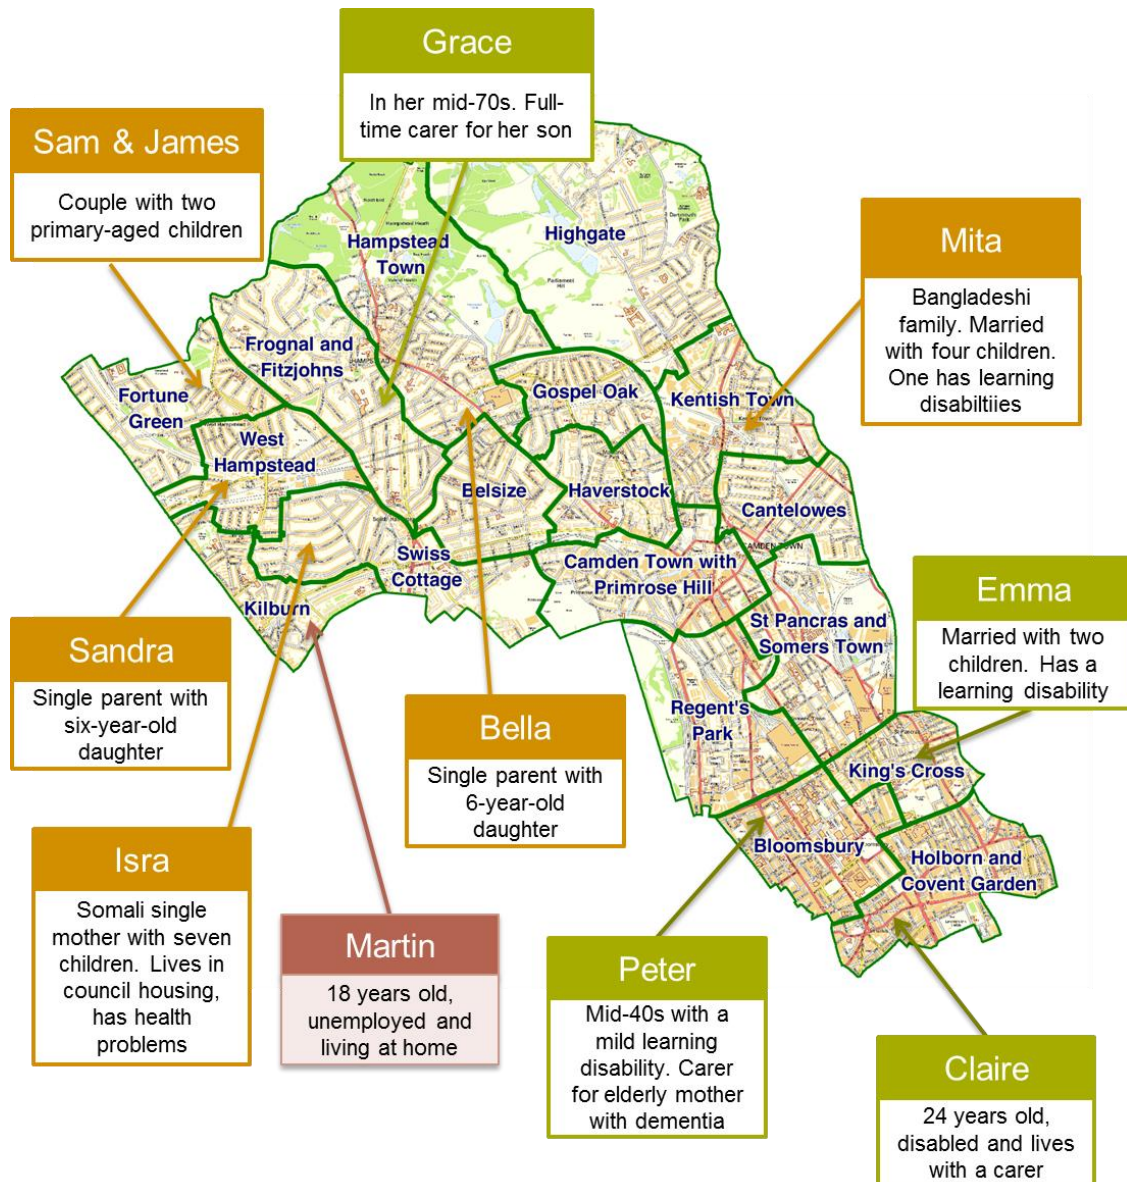 Grace
In her mid-70s. Full-
time carer for her son
Sam & James
Couple with two
primary-aged children
Highgate
Hampstead
Town
Mita
Bangladeshi
family. Married
with four children.
One has learning
disabiltiies
Frognal and
Fitzjohns
Fortune
Green
Gospel Oak
Kentish Town
West
Hampstead
Belsize
Haverstock
Cantelowes
Swiss
Cottage
Camden Town with
Primrose Hill
Kilburn
St Pancras and
Somers Town
Emma
Married with two
children. Has a
learning disability
Sandra
Single parent with
six-year-old
daughter
Regent's
Park
Bella
Single parent with
6-year-old
daughter
King's Cross
Bloomsbury
Holborn and
Covent Garden
Isra
Somali single
mother with seven
children. Lives in
council housing,
has health
problems
Martin
18 years old,
unemployed and
living at home
Peter
Mid-40s with a
mild learning
disability. Carer
for elderly mother
with dementia
Claire
24 years old,
disabled and lives
with a carer